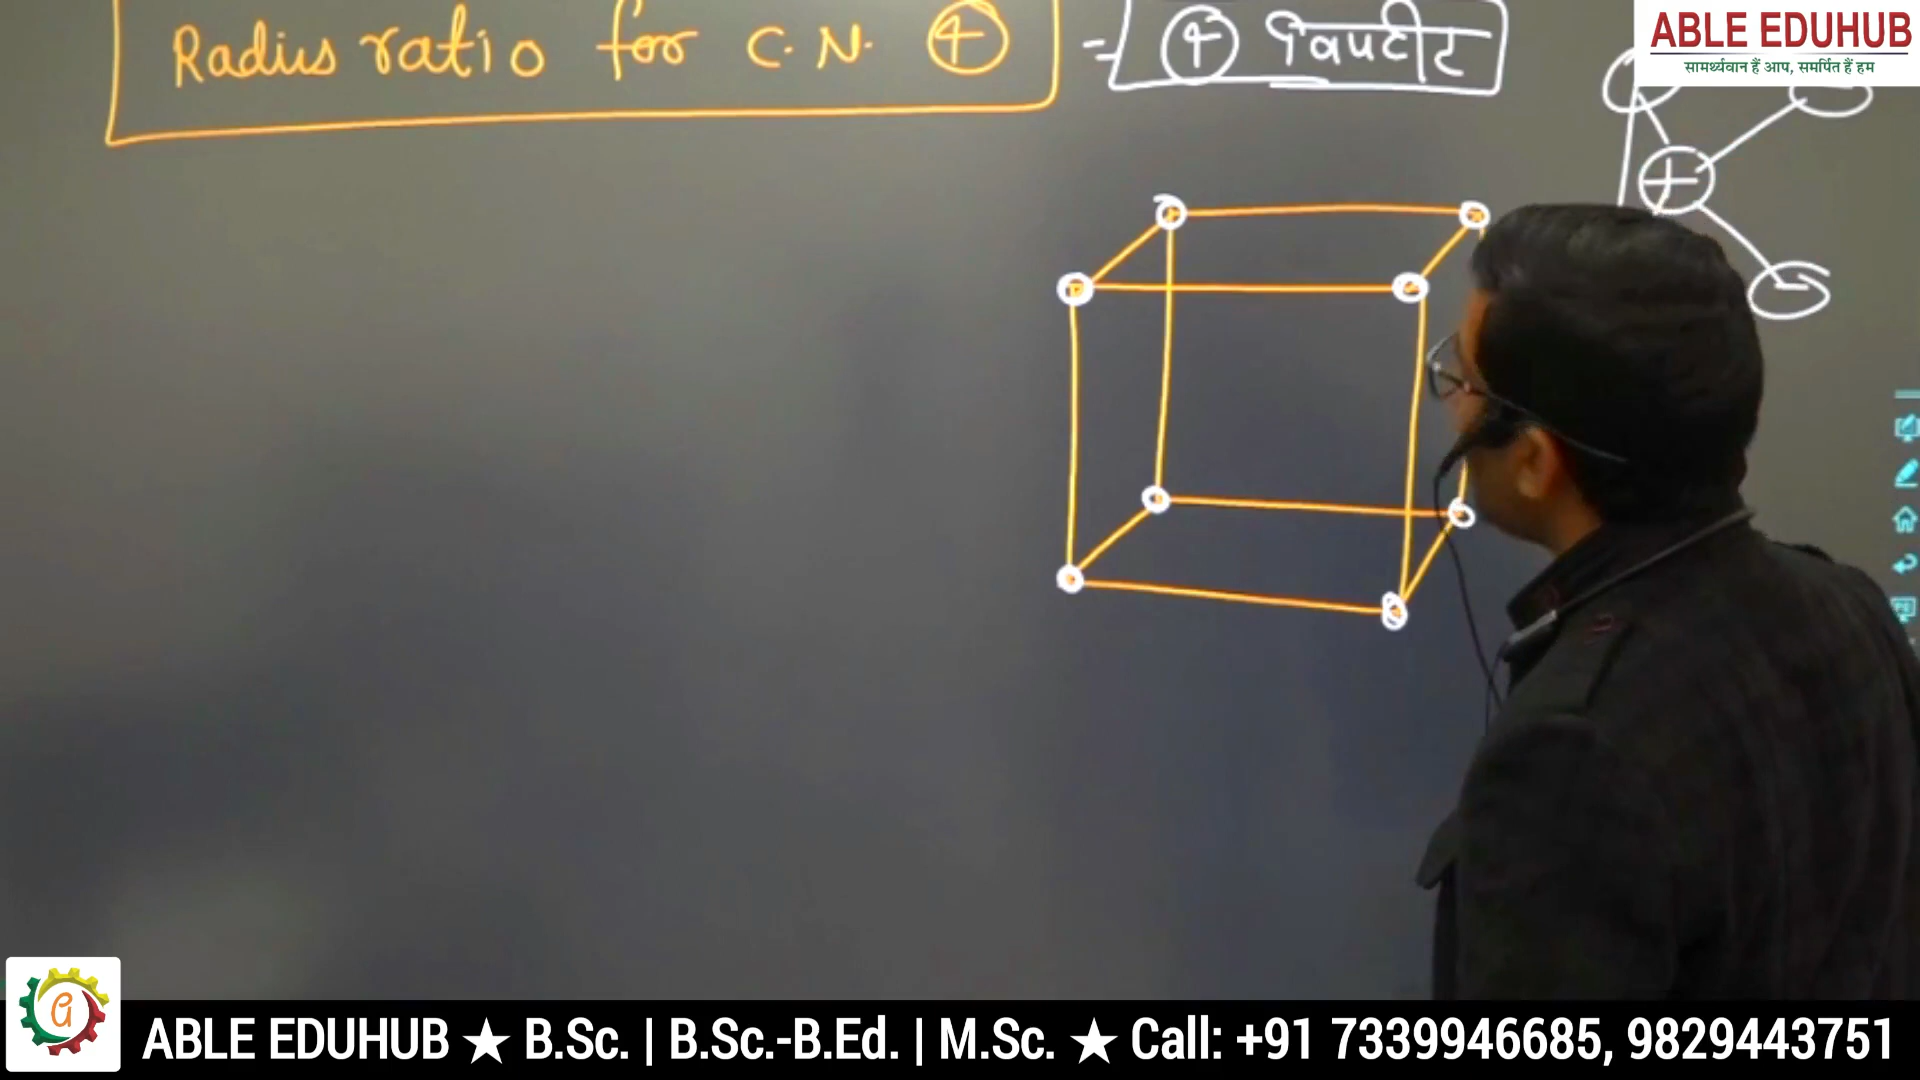 Radius ratio for C.N. 4 = 4 विपरीत
ABLE EDUHUB
सामर्थ्यवान हैं आप, समर्पित हैं हम
+
−
ABLE EDUHUB ★ B.Sc. | B.Sc.-B.Ed. | M.Sc. ★ Call: +91 7339946685, 9829443751